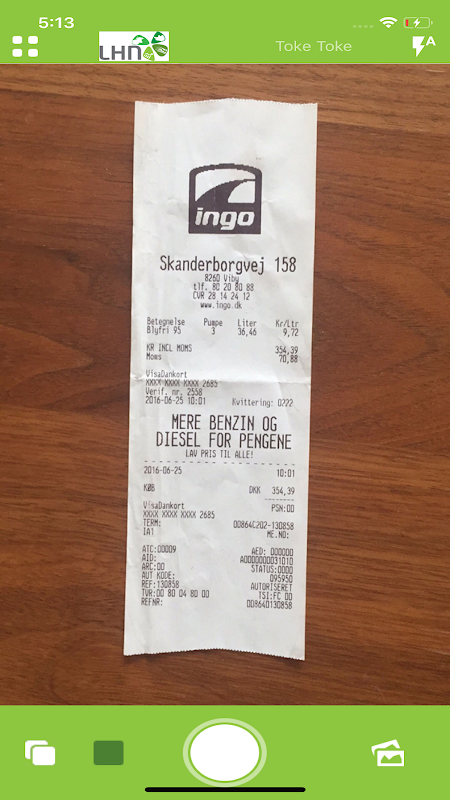 5:13
LHN
Toke Toke
A
ingo
Skanderborgvej 158
8260 Viby
tlf. 80 20 80 88
CVR 28 14 24 12
www.ingo.dk
Betegnelse Pumpe Liter Kr/Ltr
Blyfri 95 3 36,46 9,72
KR INCL MOMS 354,39
Moms 70,88
VisaDankort
XXXX XXXX XXXX 2685
Verif. nr. 2558
2016-06-25 10:01 Kvittering: 0222
MERE BENZIN OG
DIESEL FOR PENGENE
LAV PRIS TIL ALLE!
2016-06-25 10:01
KØB DKK 354,39
PSN:00
VisaDankort
XXXX XXXX XXXX 2685
TERM: 00864C202-130858
IA1 ME.NO:
ATC:00009 AED: 000000
AID: A0000000031010
ARC:00 STATUS:0000
AUT KODE: 095950
REF:130858 AUTORISERET
TVR:00 80 04 80 00 TSI:FC 00
REFNR: 008640130858